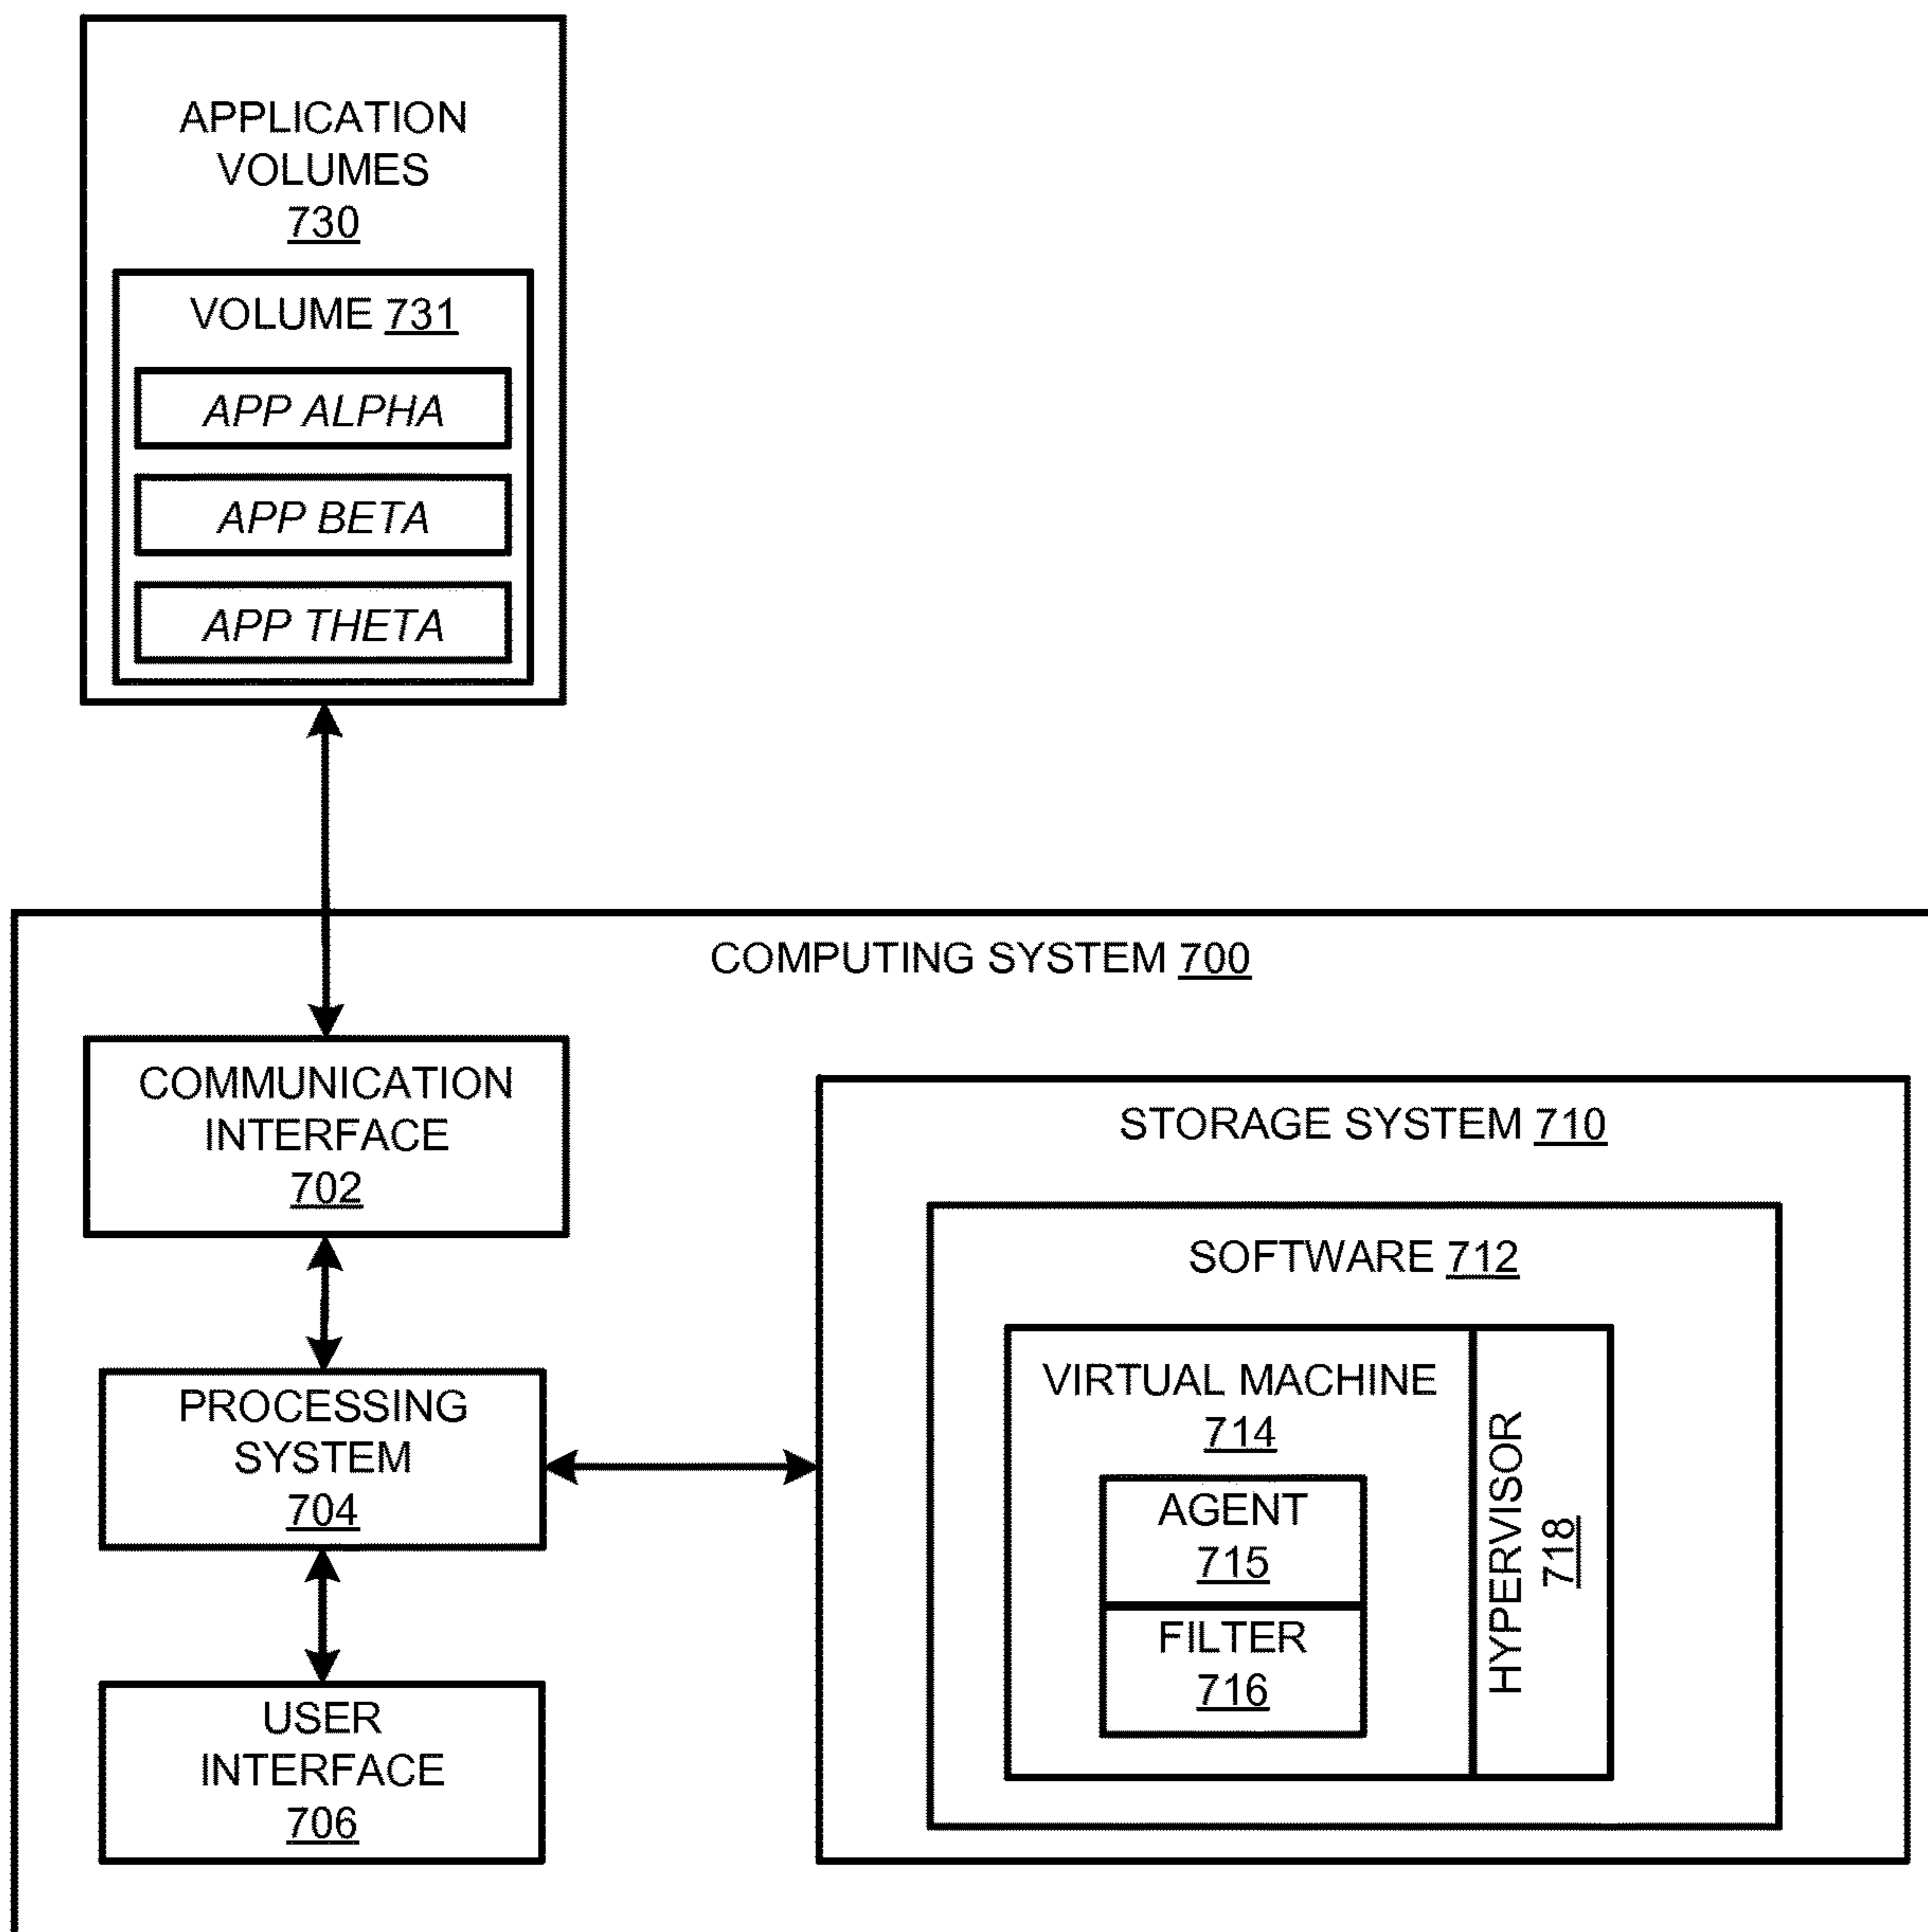 APPLICATION
VOLUMES
730
VOLUME 731
APP ALPHA
APP BETA
APP THETA
COMPUTING SYSTEM 700
COMMUNICATION
INTERFACE
702
PROCESSING
SYSTEM
704
USER
INTERFACE
706
STORAGE SYSTEM 710
SOFTWARE 712
VIRTUAL MACHINE
714
AGENT
715
FILTER
716
HYPERVISOR
718